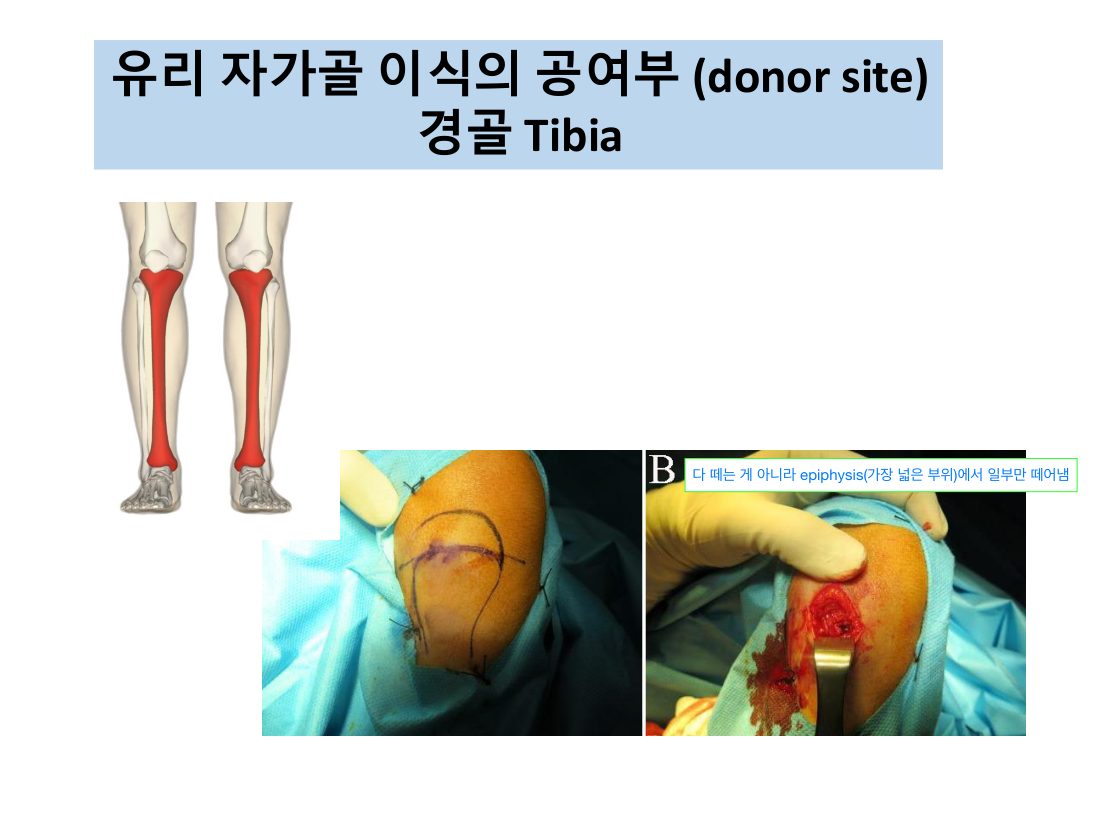 유리 자가골 이식의 공여부 (donor site)
경골 Tibia
B
다 떼는 게 아니라 epiphysis(가장 넓은 부위)에서 일부만 떼어냄